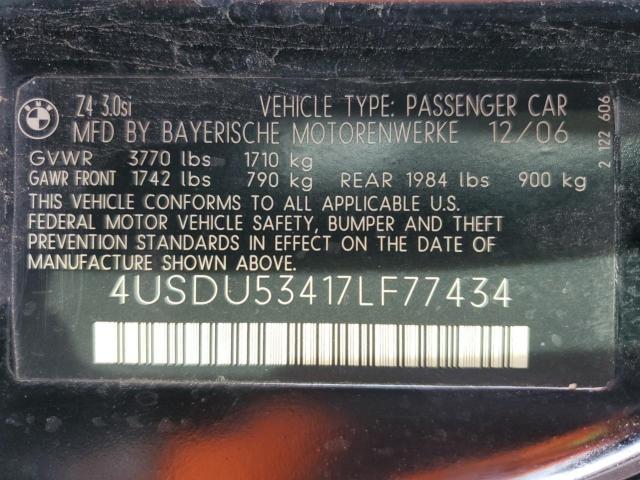 BMW
Z4 3.0si VEHICLE TYPE: PASSENGER CAR
MFD BY BAYERISCHE MOTORENWERKE 12/06
GVWR 3770 lbs 1710 kg
GAWR FRONT 1742 lbs 790 kg REAR 1984 lbs 900 kg
THIS VEHICLE CONFORMS TO ALL APPLICABLE U.S.
FEDERAL MOTOR VEHICLE SAFETY, BUMPER AND THEFT
PREVENTION STANDARDS IN EFFECT ON THE DATE OF
MANUFACTURE SHOWN ABOVE.
4USDU53417LF77434
2 122 606